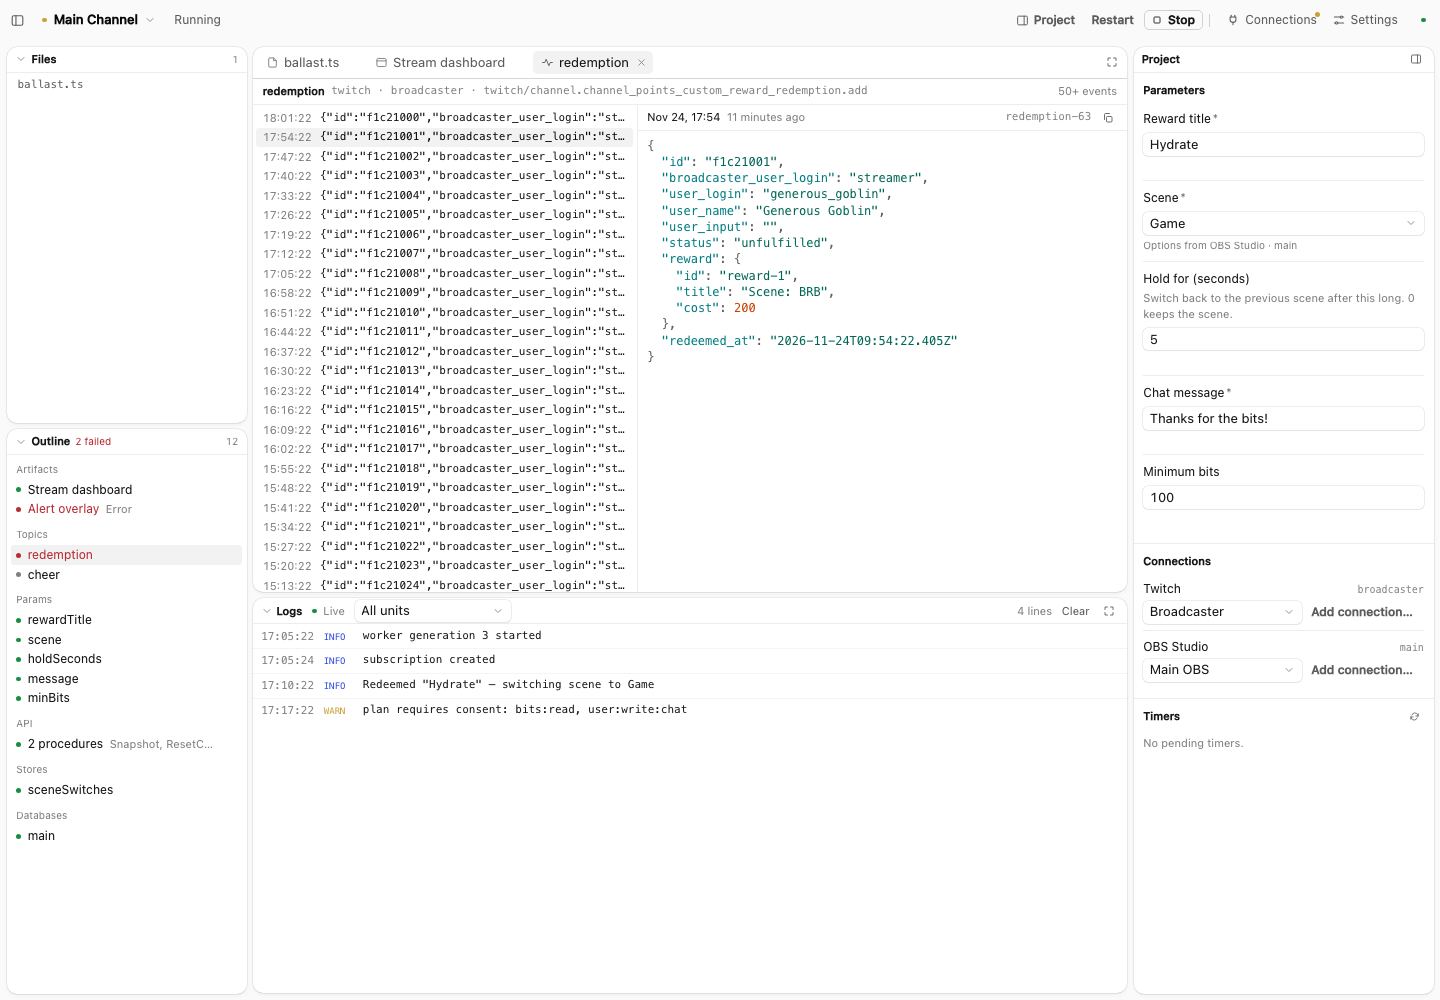 Main Channel
Running
Project
Restart
Stop
Connections
Settings
Files
1
ballast.ts
Outline
2 failed
12
Artifacts
Stream dashboard
Alert overlay Error
Topics
redemption
cheer
Params
rewardTitle
scene
holdSeconds
message
minBits
API
2 procedures Snapshot, ResetC…
Stores
sceneSwitches
Databases
main
ballast.ts
Stream dashboard
redemption
redemption twitch · broadcaster · twitch/channel.channel_points_custom_reward_redemption.add
50+ events
18:01:22 {"id":"f1c21000","broadcaster_user_login":"st…
17:54:22 {"id":"f1c21001","broadcaster_user_login":"st…
17:47:22 {"id":"f1c21002","broadcaster_user_login":"st…
17:40:22 {"id":"f1c21003","broadcaster_user_login":"st…
17:33:22 {"id":"f1c21004","broadcaster_user_login":"st…
17:26:22 {"id":"f1c21005","broadcaster_user_login":"st…
17:19:22 {"id":"f1c21006","broadcaster_user_login":"st…
17:12:22 {"id":"f1c21007","broadcaster_user_login":"st…
17:05:22 {"id":"f1c21008","broadcaster_user_login":"st…
16:58:22 {"id":"f1c21009","broadcaster_user_login":"st…
16:51:22 {"id":"f1c21010","broadcaster_user_login":"st…
16:44:22 {"id":"f1c21011","broadcaster_user_login":"st…
16:37:22 {"id":"f1c21012","broadcaster_user_login":"st…
16:30:22 {"id":"f1c21013","broadcaster_user_login":"st…
16:23:22 {"id":"f1c21014","broadcaster_user_login":"st…
16:16:22 {"id":"f1c21015","broadcaster_user_login":"st…
16:09:22 {"id":"f1c21016","broadcaster_user_login":"st…
16:02:22 {"id":"f1c21017","broadcaster_user_login":"st…
15:55:22 {"id":"f1c21018","broadcaster_user_login":"st…
15:48:22 {"id":"f1c21019","broadcaster_user_login":"st…
15:41:22 {"id":"f1c21020","broadcaster_user_login":"st…
15:34:22 {"id":"f1c21021","broadcaster_user_login":"st…
15:27:22 {"id":"f1c21022","broadcaster_user_login":"st…
15:20:22 {"id":"f1c21023","broadcaster_user_login":"st…
15:13:22 {"id":"f1c21024","broadcaster_user_login":"st…
Nov 24, 17:54 11 minutes ago
redemption-63
{
"id": "f1c21001",
"broadcaster_user_login": "streamer",
"user_login": "generous_goblin",
"user_name": "Generous Goblin",
"user_input": "",
"status": "unfulfilled",
"reward": {
"id": "reward-1",
"title": "Scene: BRB",
"cost": 200
},
"redeemed_at": "2026-11-24T09:54:22.405Z"
}
Logs
Live
All units
4 lines
Clear
17:05:22 INFO worker generation 3 started
17:05:24 INFO subscription created
17:10:22 INFO Redeemed "Hydrate" — switching scene to Game
17:17:22 WARN plan requires consent: bits:read, user:write:chat
Project
Parameters
Reward title*
Hydrate
Scene*
Game
Options from OBS Studio · main
Hold for (seconds)
Switch back to the previous scene after this long. 0
keeps the scene.
5
Chat message*
Thanks for the bits!
Minimum bits
100
Connections
Twitch
broadcaster
Broadcaster
Add connection…
OBS Studio
main
Main OBS
Add connection…
Timers
No pending timers.